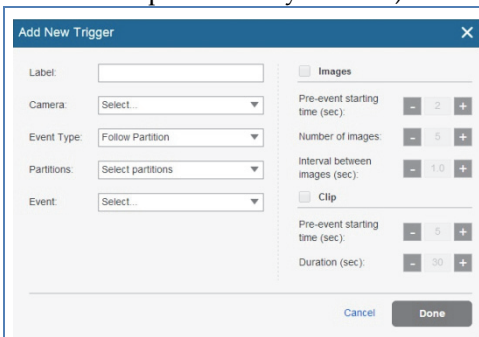 Add New Trigger
Label:
Camera: Select...
Event Type: Follow Partition
Partitions: Select partitions
Event: Select...
Images
Pre-event starting
time (sec): - 2 +
Number of images: - 5 +
Interval between
images (sec): - 1.0 +
Clip
Pre-event starting
time (sec): - 5 +
Duration (sec): - 30 +
Cancel Done